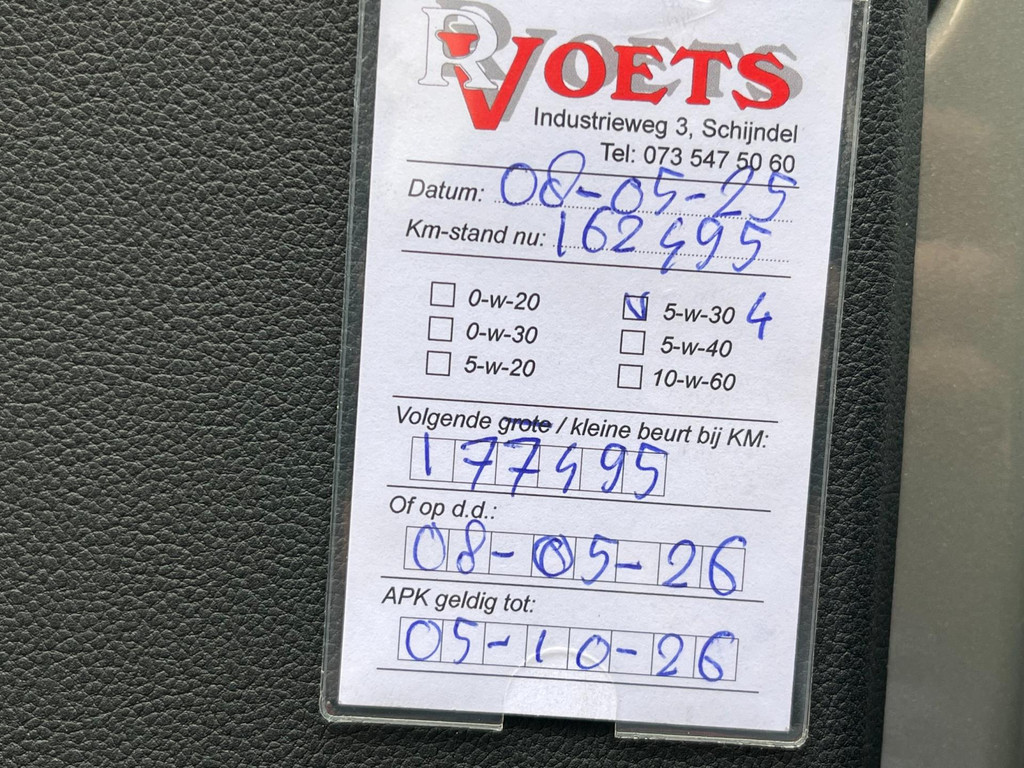 R VOETS
Industrieweg 3, Schijndel
Tel: 073 547 50 60
Datum: 08-05-25
Km-stand nu: 162495
0-w-20
5-w-30 4
0-w-30
5-w-40
5-w-20
10-w-60
Volgende grote / kleine beurt bij KM:
177495
Of op d.d.:
08-05-26
APK geldig tot:
05-10-26